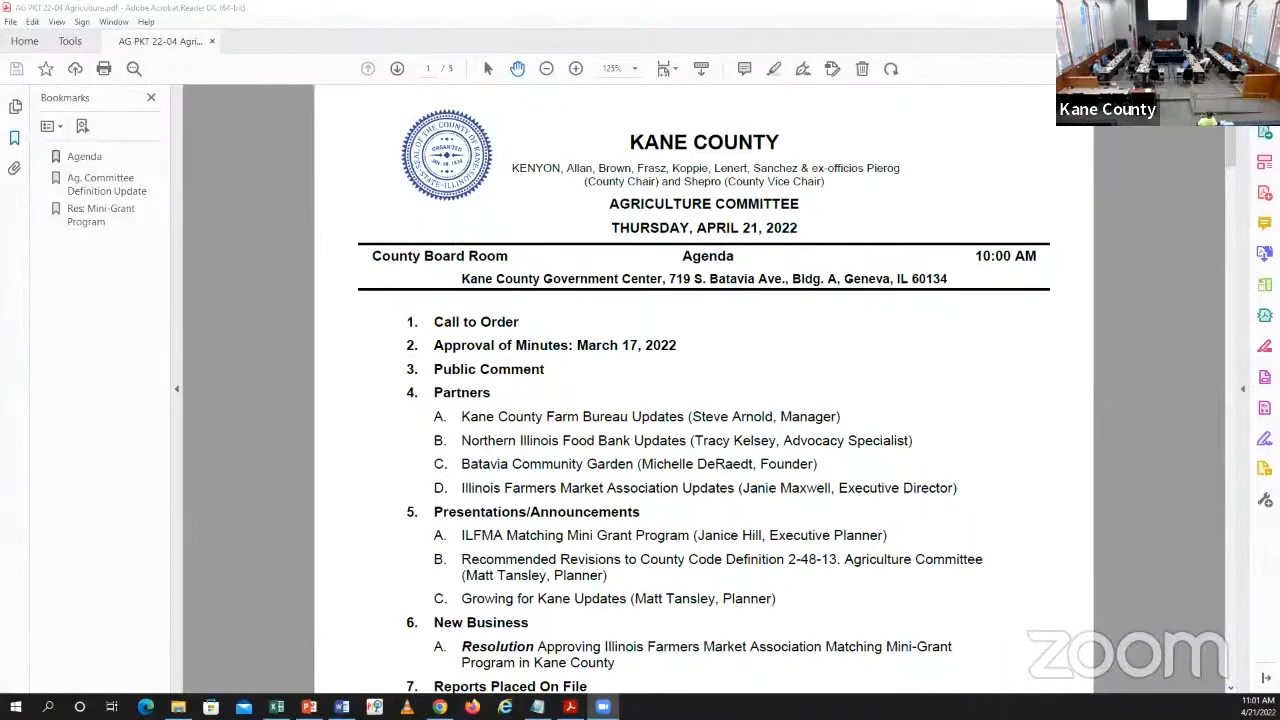 AG PKT 22-04 Agriculture.pdf - Adobe Acrobat Reader DC (64-bit)
File Edit View Sign Window Help
Home Tools AG PKT 22-04 Agri... ×
1 / 5 125%
Bookmarks
Agenda
Ag. Committee
Definition Update
Res: Mini-Grant
Program
Kane County
KANE COUNTY
KENYON, Allan, Brown, Frasz, Koppie, Lenert, Sanchez & ex-officios Pierog
(County Chair) and Shepro (County Vice Chair)
AGRICULTURE COMMITTEE
THURSDAY, APRIL 21, 2022
County Board Room Agenda 10:00 AM
Kane County Government Center, 719 S. Batavia Ave., Bldg. A, Geneva, IL 60134
1. Call to Order
2. Approval of Minutes: March 17, 2022
3. Public Comment
4. Partners
A. Kane County Farm Bureau Updates (Steve Arnold, Manager)
B. Northern Illinois Food Bank Updates (Tracy Kelsey, Advocacy Specialist)
C. Batavia Community Garden (Michelle DeRaedt, Founder)
D. Illinois Farmers Market Association Updates (Janie Maxwell, Executive Director)
5. Presentations/Announcements
A. ILFMA Matching Mini Grant Program (Janice Hill, Executive Planner)
B. Recommended Revisions to County Code Definition 2-48-13. Agriculture Committee
(Matt Tansley, Planner)
C. Growing for Kane Updates (Matt Tansley, Planner)
6. New Business
A. Resolution Approving Illinois Farmers Market Association Matching Mini-Grant
Program in Kane County
7. Reports Placed On File
zoom
11:01 AM
4/21/2022